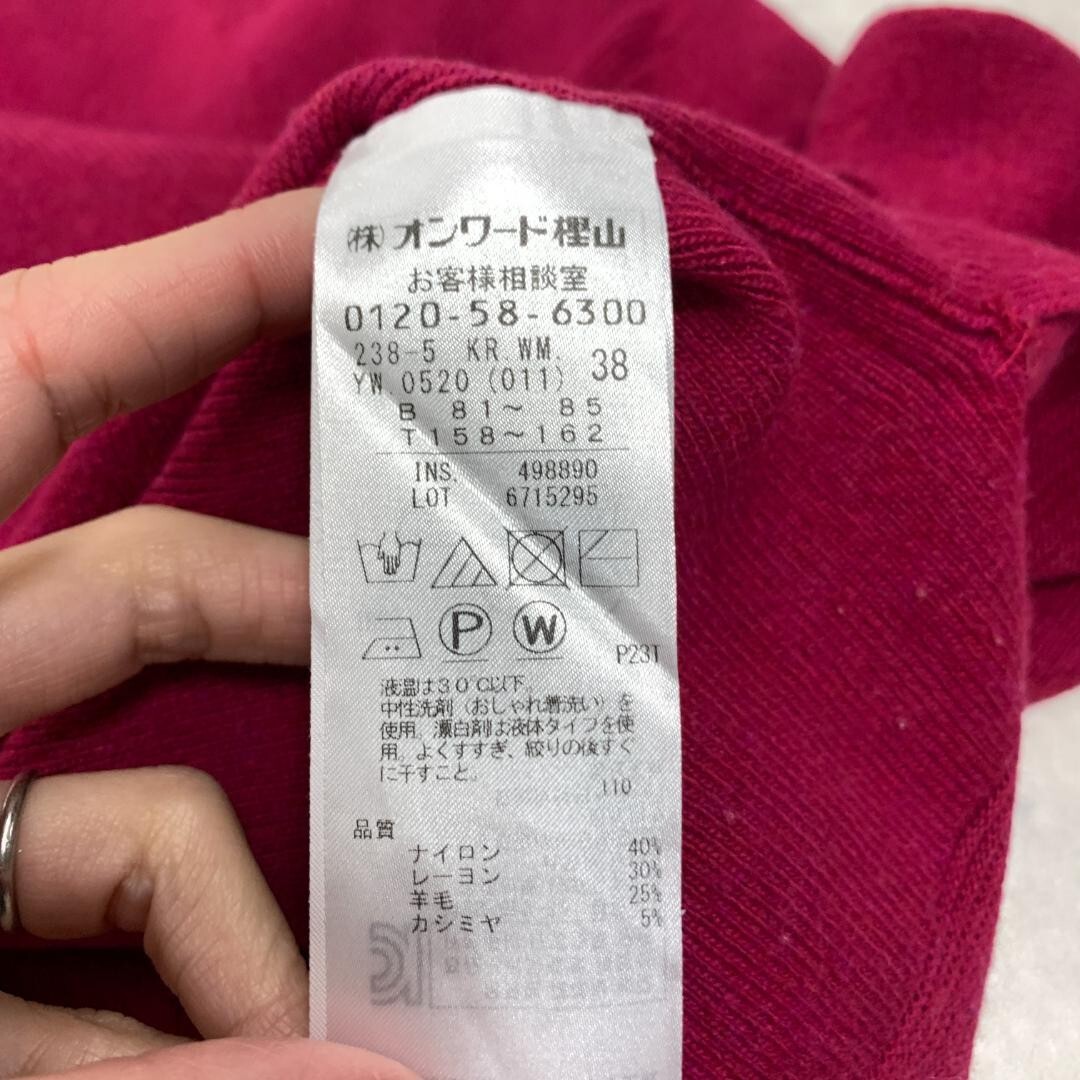 (株)オンワード樫山
お客様相談室
0120-58-6300
238-5 KR.WM. 38
YW 0520 (011)
B 81~ 85
T158~162
INS. 498890
LOT 6715295
P W
P231
液温は30℃以下。
中性洗剤(おしゃれ着洗い)を
使用。漂白剤は液体タイプを使
用。よくすすぎ、絞りの後すぐ
に干すこと。
110
品質
ナイロン 40%
レーヨン 30%
羊毛 25%
カシミヤ 5%